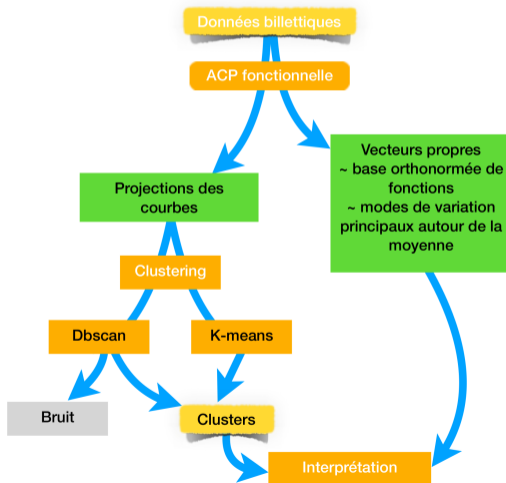 Données billettiques
ACP fonctionnelle
Vecteurs propres
~ base orthonormée de
fonctions
~ modes de variation
principaux autour de la
moyenne
Projections des
courbes
Clustering
Dbscan
K-means
Bruit
Clusters
Interprétation